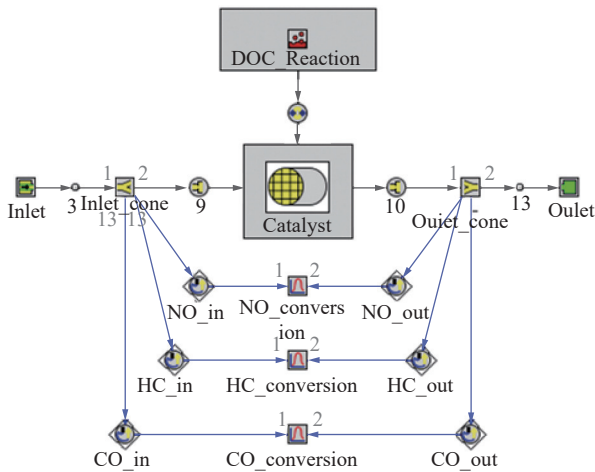 DOC_Reaction
1 2 1 2
Inlet 3 Inlet_cone 9 Catalyst 10 Ouiet_cone 13 Oulet
13 13
1 2
NO_in NO_convers NO_out
ion
1 2
HC_in HC_conversion HC_out
1 2
CO_in CO_conversion CO_out